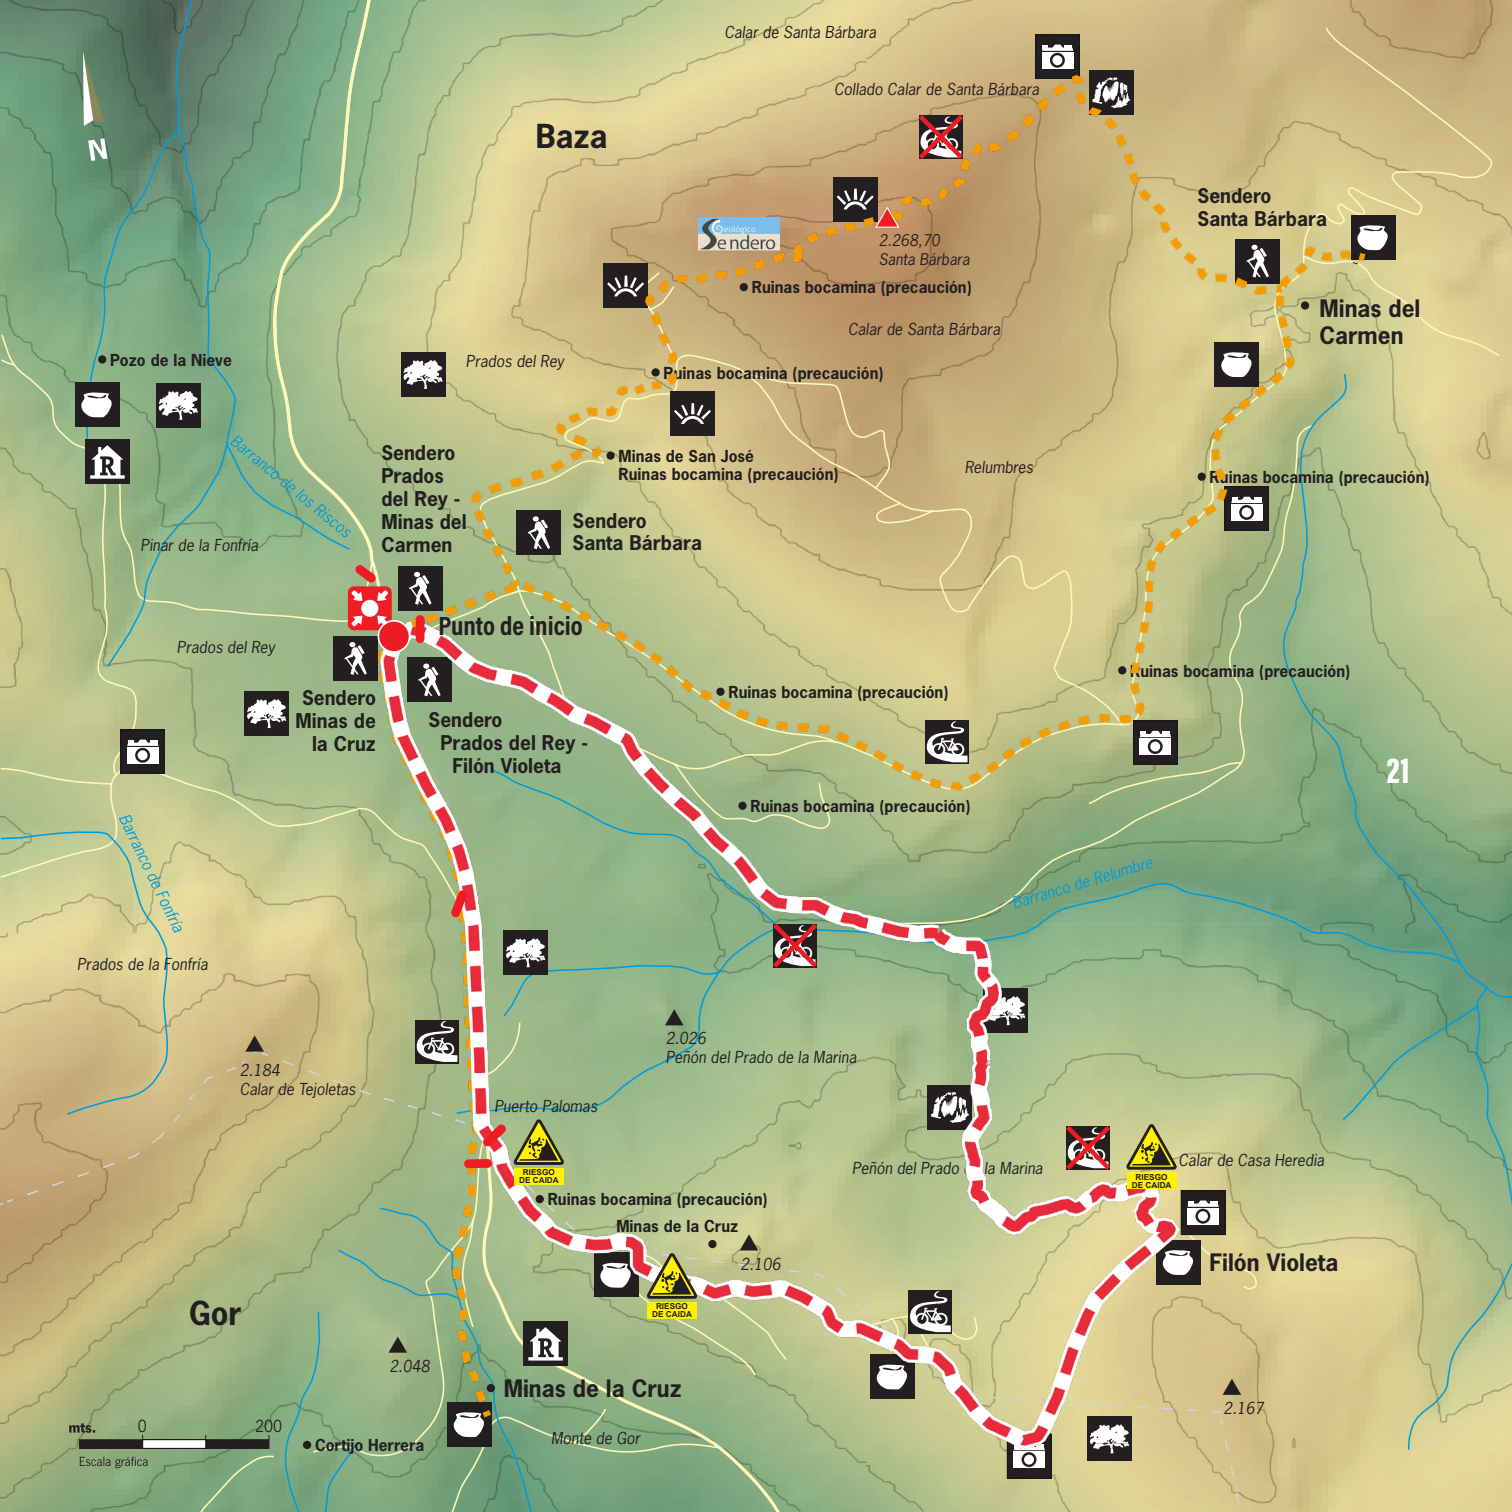 Calar de Santa Bárbara
Collado Calar de Santa Bárbara
N
Baza
Sendero
Santa Bárbara
Geológico
Sendero
2.268,70
Santa Bárbara
Ruinas bocamina (precaución)
Minas del
Carmen
Calar de Santa Bárbara
Pozo de la Nieve
Prados del Rey
Ruinas bocamina (precaución)
R
Barranco de los Riscos
Sendero
Prados
del Rey -
Minas del
Carmen
Minas de San José
Ruinas bocamina (precaución)
Relumbres
Ruinas bocamina (precaución)
Sendero
Santa Bárbara
Pinar de la Fonfría
Punto de inicio
Prados del Rey
Ruinas bocamina (precaución)
Ruinas bocamina (precaución)
Sendero
Minas de
la Cruz
Sendero
Prados del Rey -
Filón Violeta
21
Ruinas bocamina (precaución)
Barranco de Fonfría
Barranco de Relumbre
Prados de la Fonfría
2.026
Peñón del Prado de la Marina
2.184
Calar de Tejoletas
Puerto Palomas
RIESGO
DE CAIDA
Peñón del Prado de la Marina
Calar de Casa Heredia
RIESGO
DE CAIDA
Ruinas bocamina (precaución)
Minas de la Cruz
2.106
Filón Violeta
RIESGO
DE CAIDA
Gor
2.048
R
Minas de la Cruz
2.167
mts. 0 200
Escala gráfica
Cortijo Herrera
Monte de Gor